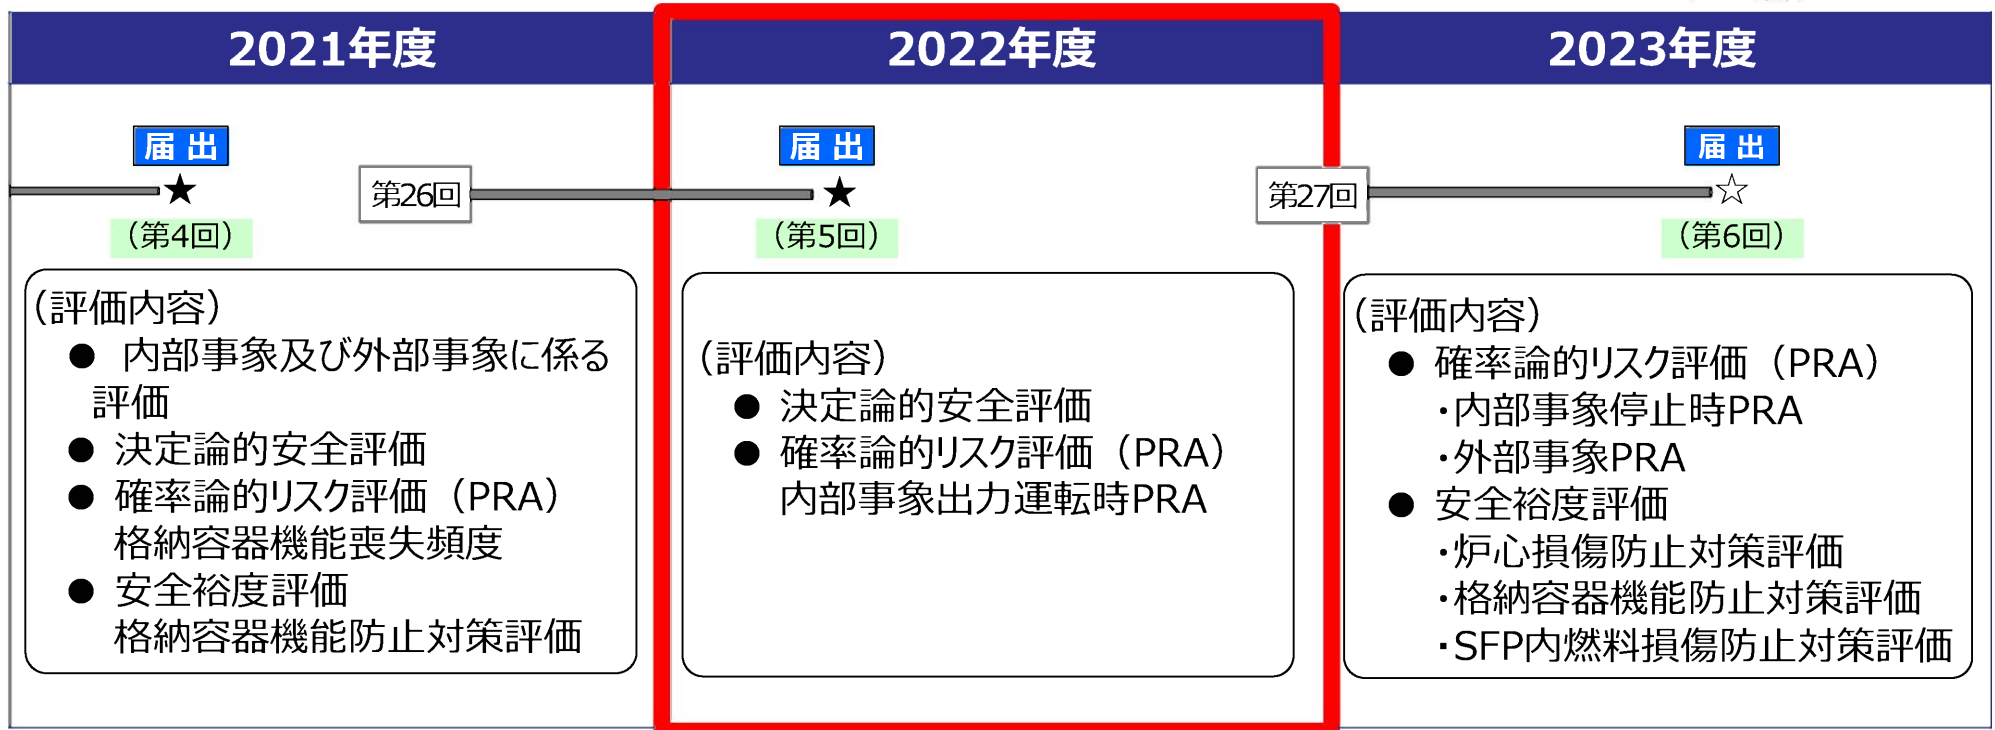 2021年度
2022年度
2023年度
届出
届出
届出
第26回
第27回
（第4回）
（第5回）
（第6回）
（評価内容）
● 内部事象及び外部事象に係る
評価
● 決定論的安全評価
● 確率論的リスク評価（PRA）
格納容器機能喪失頻度
● 安全裕度評価
格納容器機能防止対策評価
（評価内容）
● 決定論的安全評価
● 確率論的リスク評価（PRA）
内部事象出力運転時PRA
（評価内容）
● 確率論的リスク評価（PRA）
・内部事象停止時PRA
・外部事象PRA
● 安全裕度評価
・炉心損傷防止対策評価
・格納容器機能防止対策評価
・SFP内燃料損傷防止対策評価